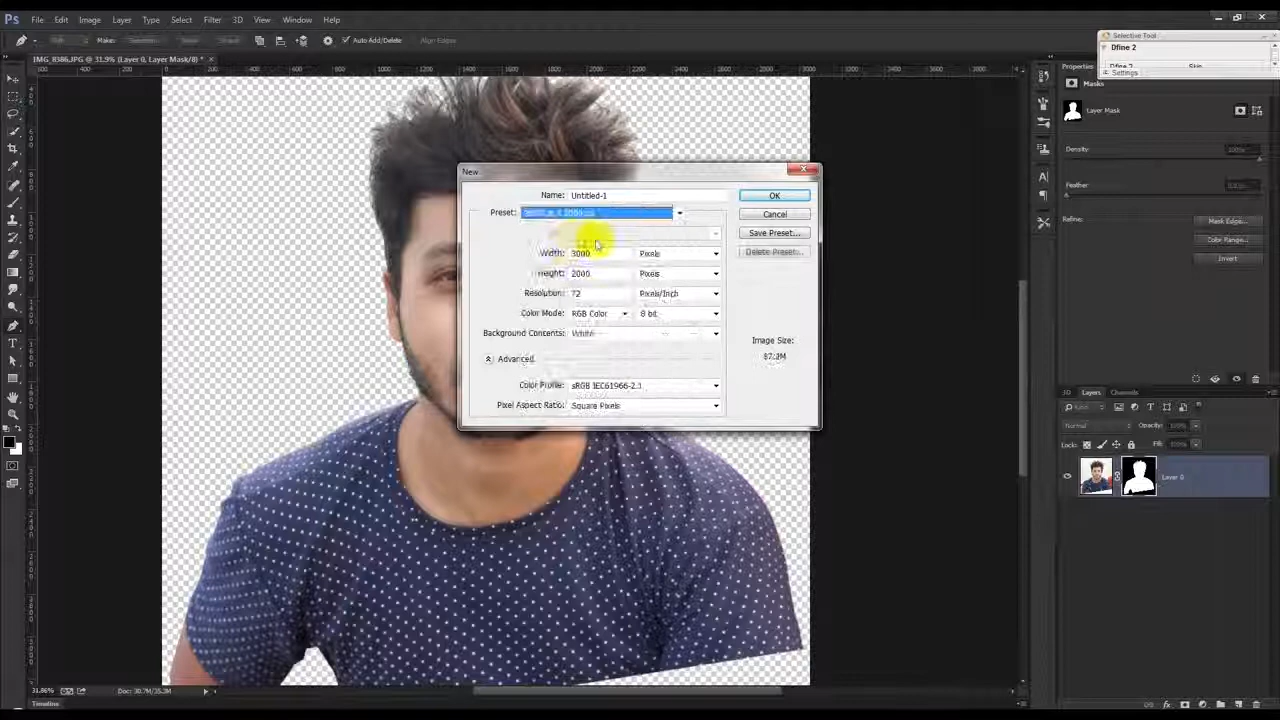 Ps File Edit Image Layer Type Select Filter 3D View Window Help
Make: Auto Add/Delete Align Edges
IMG_8386.JPG @ 31.9% (Layer 0, Layer Mask/8) *
Selective Tool
Dfine 2
Dfine 2 Skin
Settings
Properties
Masks
Layer Mask
Density: 100%
Feather:
Refine: Mask Edge...
Color Range...
Invert
New
Name: Untitled-1
Preset:
Width: 3000 Pixels
Height: 2000 Pixels
Resolution: 72 Pixels/Inch
Color Mode: RGB Color 8 bit
Background Contents: White
Advanced
Color Profile: sRGB IEC61966-2.1
Pixel Aspect Ratio: Square Pixels
OK
Cancel
Save Preset...
Delete Preset...
Image Size:
3D Layers Channels
Kind
Normal Opacity: 100%
Lock: Fill: 100%
Layer 0
31.86% Doc: 30.7M/35.3M
Timeline